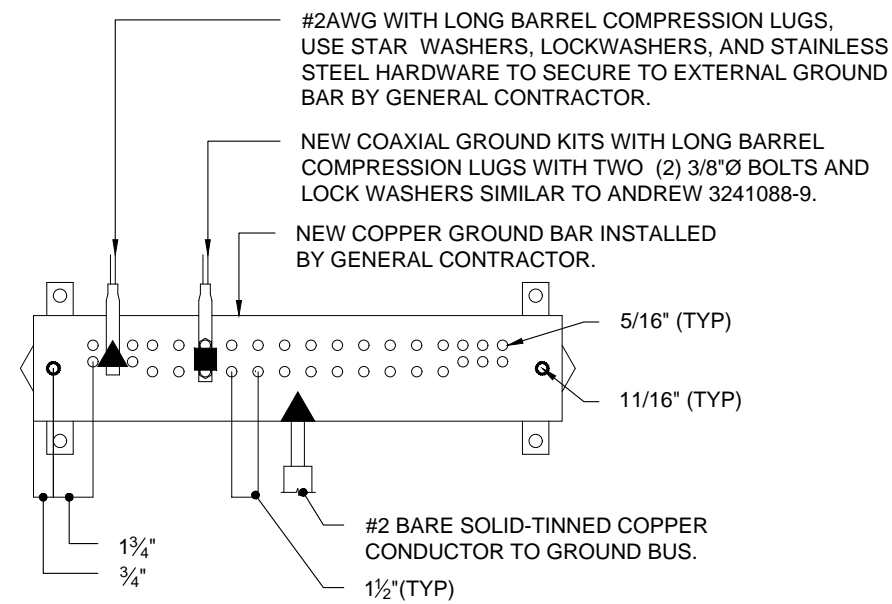 #2AWG WITH LONG BARREL COMPRESSION LUGS,
USE STAR WASHERS, LOCKWASHERS, AND STAINLESS
STEEL HARDWARE TO SECURE TO EXTERNAL GROUND
BAR BY GENERAL CONTRACTOR.
NEW COAXIAL GROUND KITS WITH LONG BARREL
COMPRESSION LUGS WITH TWO (2) 3/8"Ø BOLTS AND
LOCK WASHERS SIMILAR TO ANDREW 3241088-9.
NEW COPPER GROUND BAR INSTALLED
BY GENERAL CONTRACTOR.
5/16" (TYP)
11/16" (TYP)
#2 BARE SOLID-TINNED COPPER
CONDUCTOR TO GROUND BUS.
1¾"
¾"
1½"(TYP)